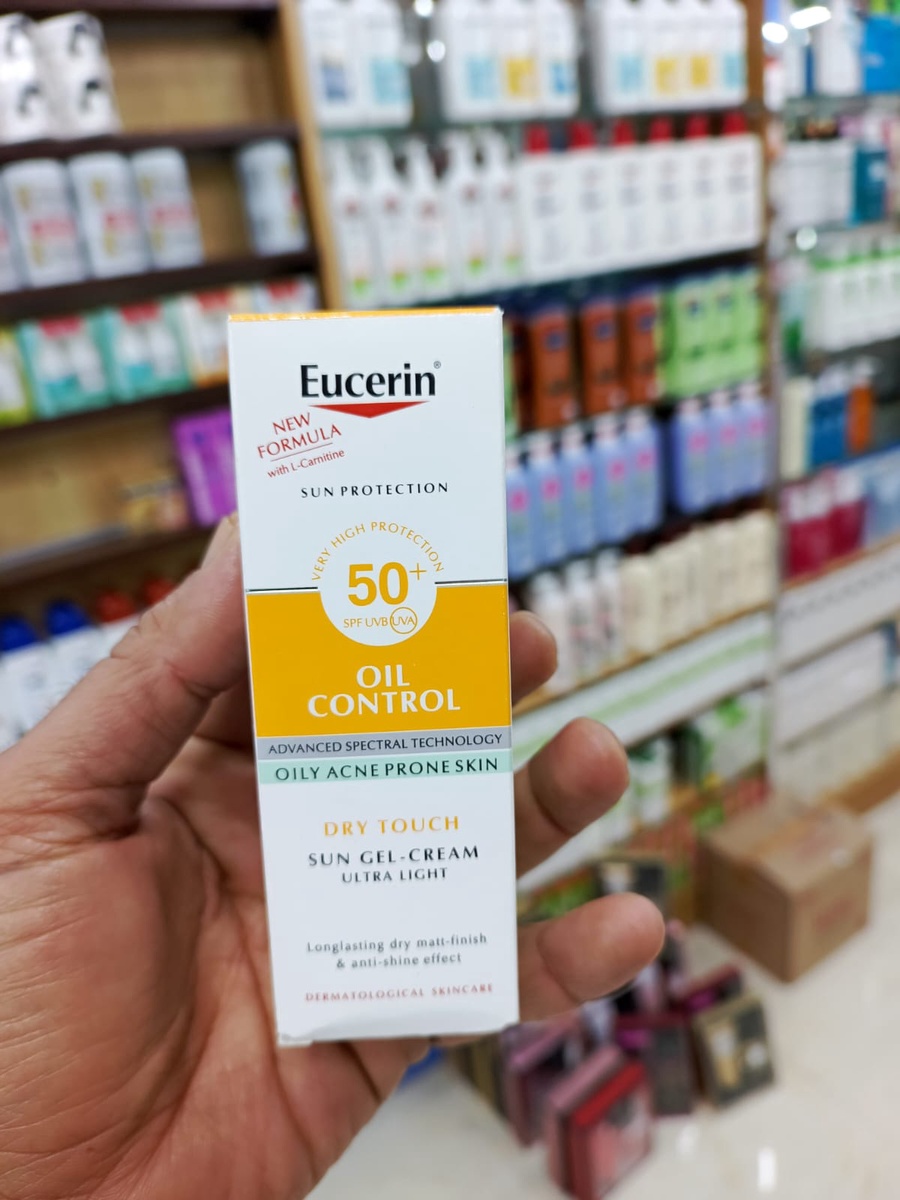 Eucerin®
NEW
FORMULA
with L-Carnitine
SUN PROTECTION
VERY HIGH PROTECTION
50+
SPF UVB UVA
OIL
CONTROL
ADVANCED SPECTRAL TECHNOLOGY
OILY ACNE PRONE SKIN
DRY TOUCH
SUN GEL-CREAM
ULTRA LIGHT
Longlasting dry matt-finish
& anti-shine effect
DERMATOLOGICAL SKINCARE